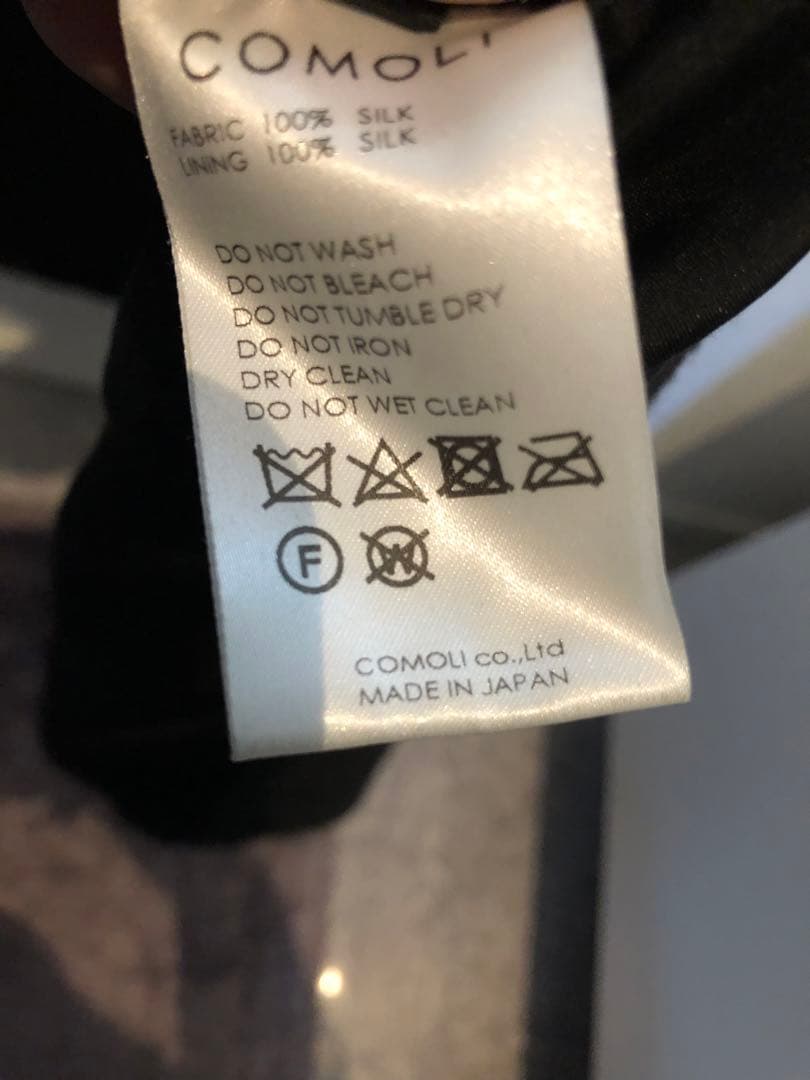 COMOLI
FABRIC 100% SILK
LINING 100% SILK
DO NOT WASH
DO NOT BLEACH
DO NOT TUMBLE DRY
DO NOT IRON
DRY CLEAN
DO NOT WET CLEAN
F W
COMOLI co.,Ltd
MADE IN JAPAN